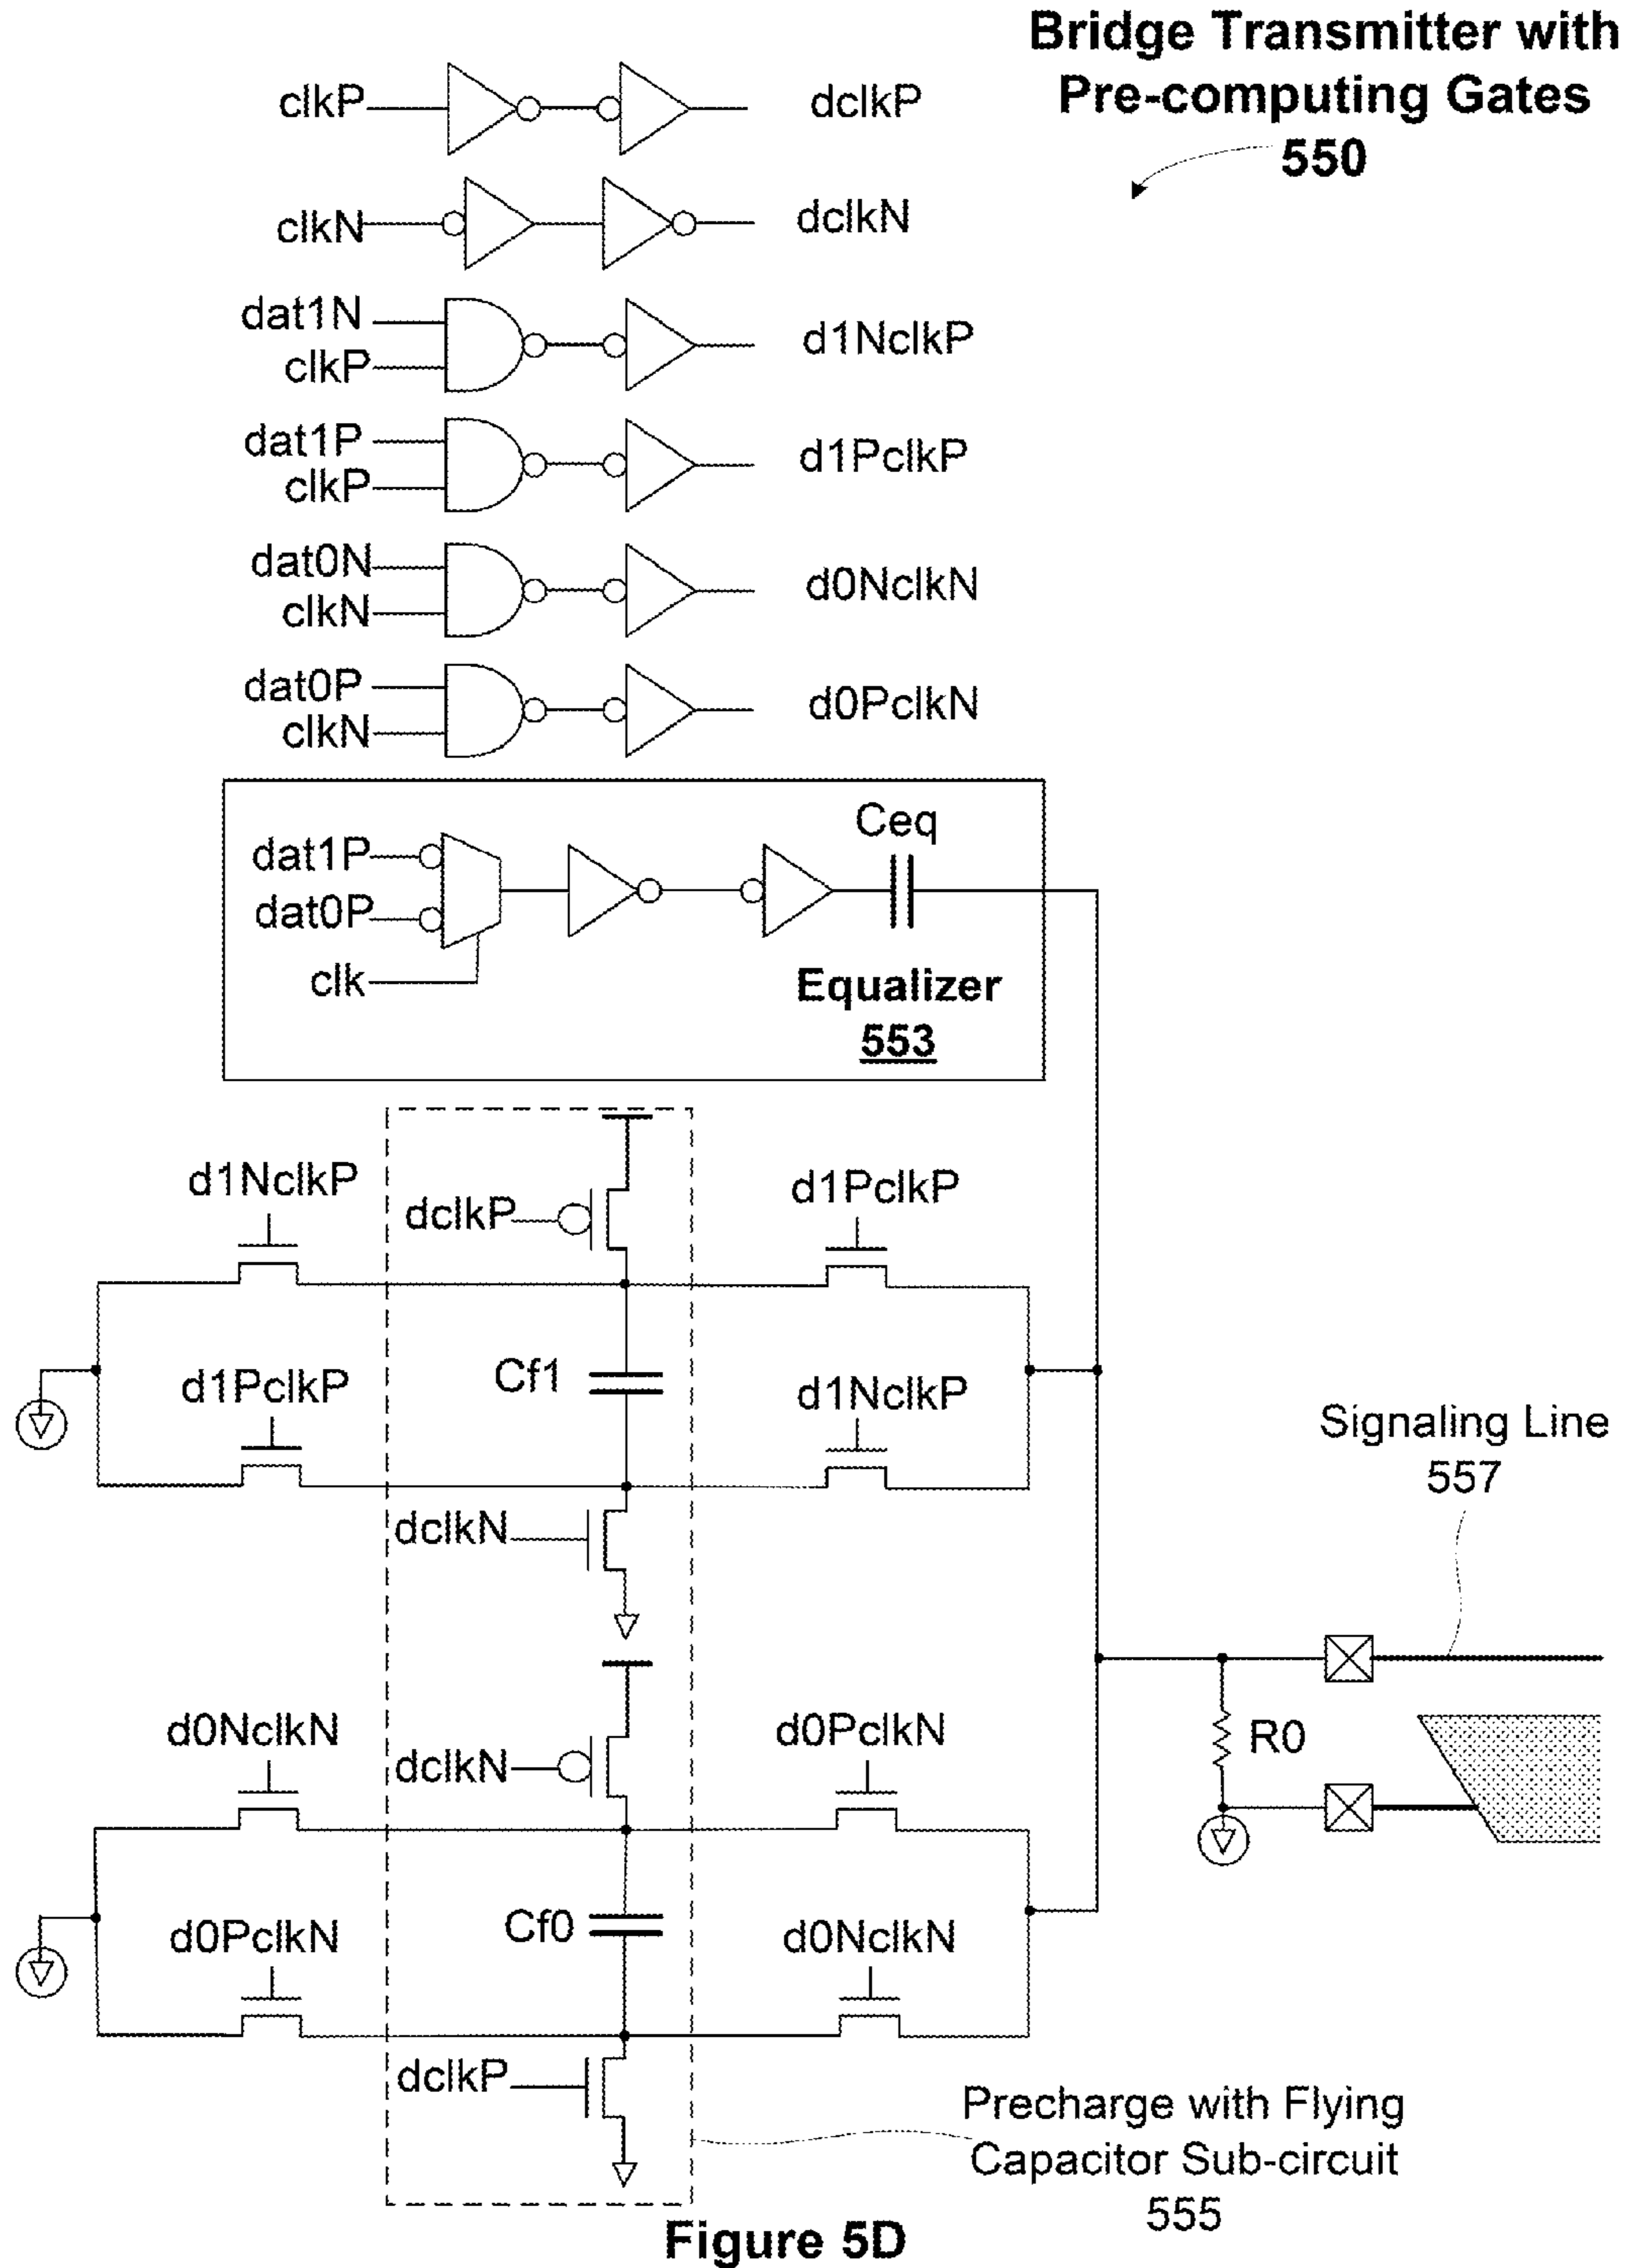 Bridge Transmitter with
Pre-computing Gates
550
clkP
dclkP
clkN
dclkN
dat1N
clkP
d1NclkP
dat1P
clkP
d1PclkP
dat0N
clkN
d0NclkN
dat0P
clkN
d0PclkN
dat1P
dat0P
clk
Ceq
Equalizer
553
d1NclkP
dclkP
d1PclkP
d1PclkP
Cf1
d1NclkP
dclkN
Signaling Line
557
d0NclkN
dclkN
d0PclkN
R0
d0PclkN
Cf0
d0NclkN
dclkP
Precharge with Flying
Capacitor Sub-circuit
555
Figure 5D